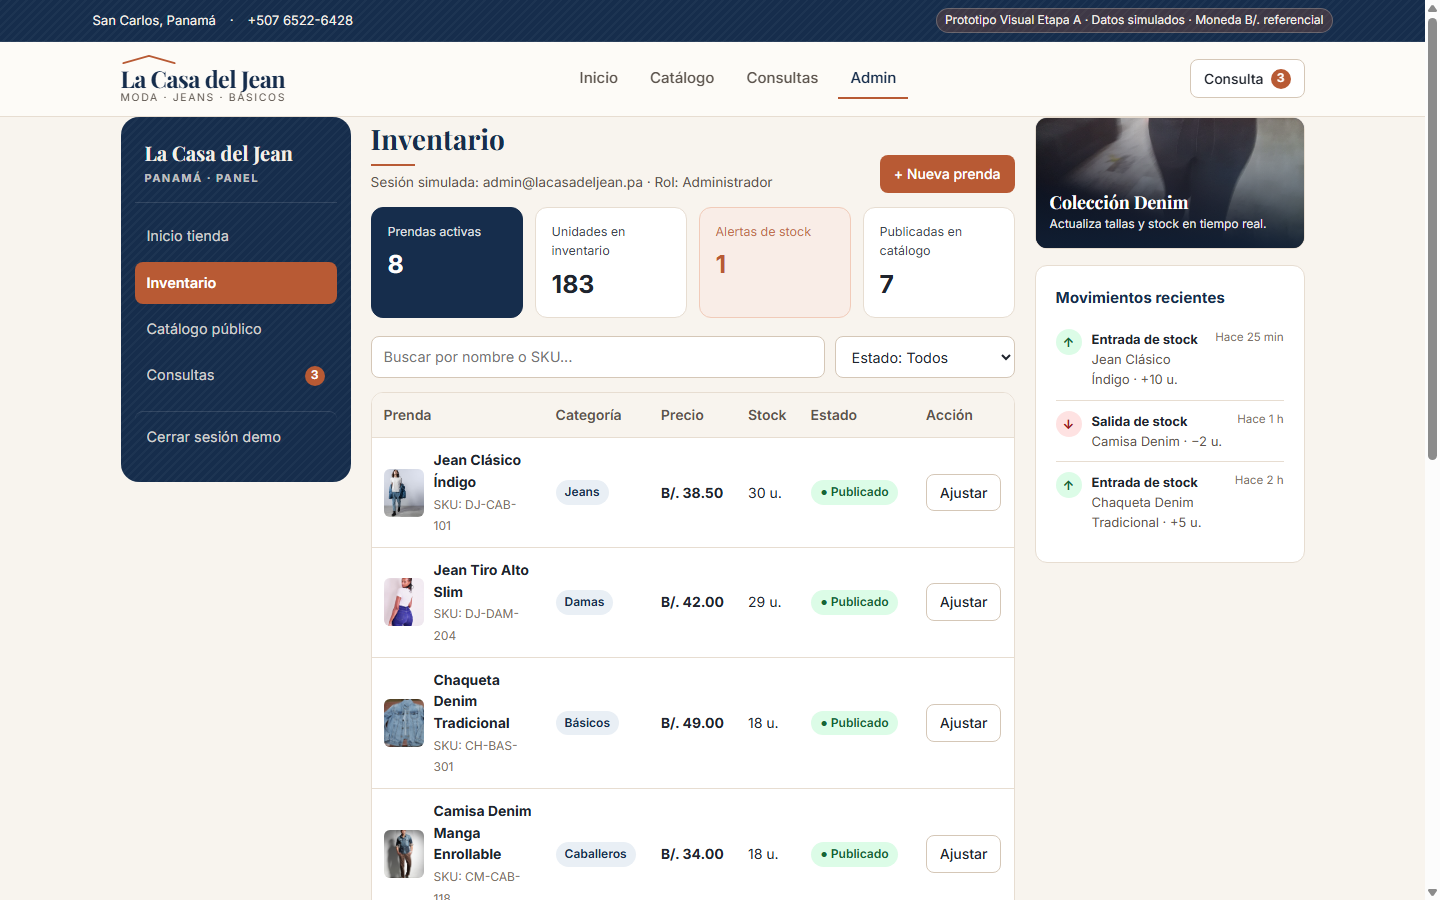 San Carlos, Panamá · +507 6522-6428
Prototipo Visual Etapa A · Datos simulados · Moneda B/. referencial
La Casa del Jean
MODA · JEANS · BÁSICOS
Inicio
Catálogo
Consultas
Admin
Consulta 3
La Casa del Jean
PANAMÁ · PANEL
Inicio tienda
Inventario
Catálogo público
Consultas 3
Cerrar sesión demo
Inventario
Sesión simulada: admin@lacasadeljean.pa · Rol: Administrador
+ Nueva prenda
Prendas activas
8
Unidades en
inventario
183
Alertas de stock
1
Publicadas en
catálogo
7
Buscar por nombre o SKU...
Estado: Todos
Prenda Categoría Precio Stock Estado Acción
Jean Clásico
Índigo
SKU: DJ-CAB-
101
Jeans
B/. 38.50
30 u.
● Publicado
Ajustar
Jean Tiro Alto
Slim
SKU: DJ-DAM-
204
Damas
B/. 42.00
29 u.
● Publicado
Ajustar
Chaqueta
Denim
Tradicional
SKU: CH-BAS-
301
Básicos
B/. 49.00
18 u.
● Publicado
Ajustar
Camisa Denim
Manga
Enrollable
SKU: CM-CAB-
118
Caballeros
B/. 34.00
18 u.
● Publicado
Ajustar
Colección Denim
Actualiza tallas y stock en tiempo real.
Movimientos recientes
↑ Entrada de stock Hace 25 min
Jean Clásico
Índigo · +10 u.
↓ Salida de stock Hace 1 h
Camisa Denim · −2 u.
↑ Entrada de stock Hace 2 h
Chaqueta Denim
Tradicional · +5 u.